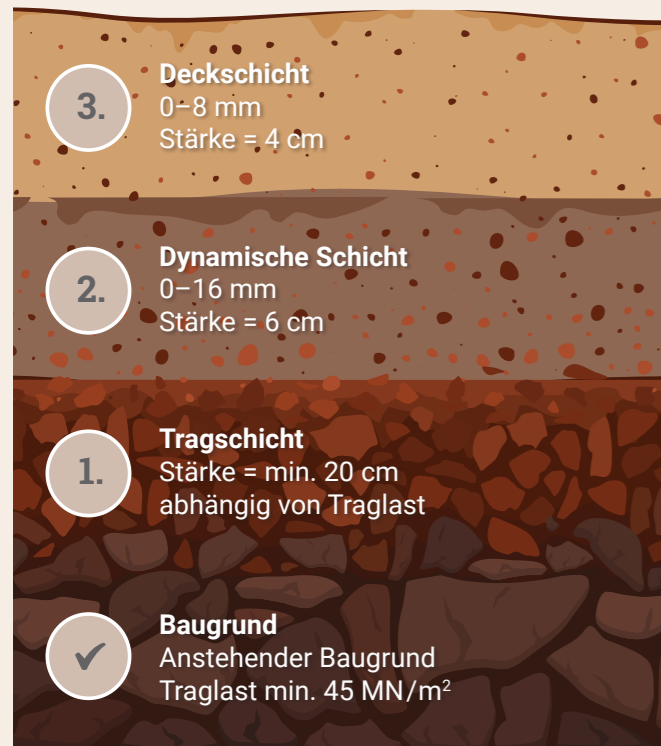 3.
Deckschicht
0–8 mm
Stärke = 4 cm
2.
Dynamische Schicht
0–16 mm
Stärke = 6 cm
1.
Tragschicht
Stärke = min. 20 cm
abhängig von Traglast
✓
Baugrund
Anstehender Baugrund
Traglast min. 45 MN/m²